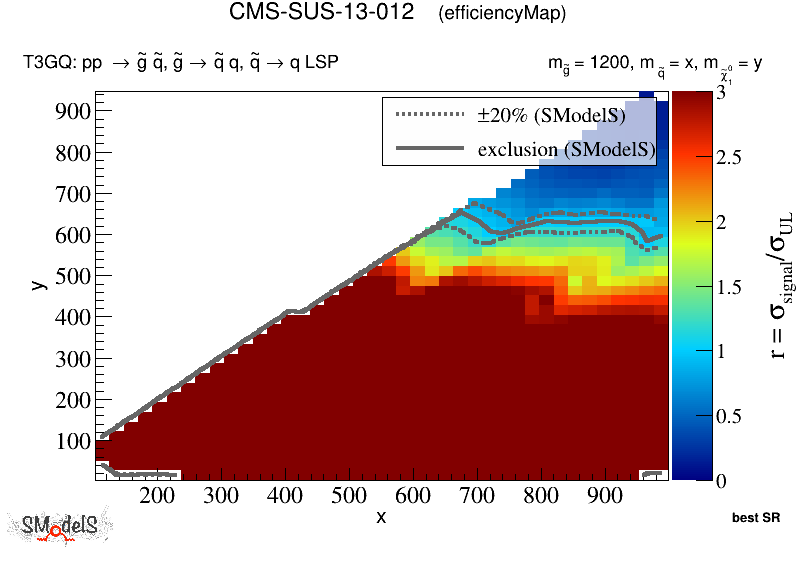 CMS-SUS-13-012 (efficiencyMap)
T3GQ: pp → g̃ q̃, g̃ → q̃ q, q̃ → q LSP
m_g̃ = 1200, m_q̃ = x, m_χ̃₁⁰ = y
±20% (SModelS)
exclusion (SModelS)
900
800
700
600
500
400
300
200
100
y
200 300 400 500 600 700 800 900
x
3
2.5
2
1.5
1
0.5
0
r = σ_signal/σ_UL
SModelS
best SR